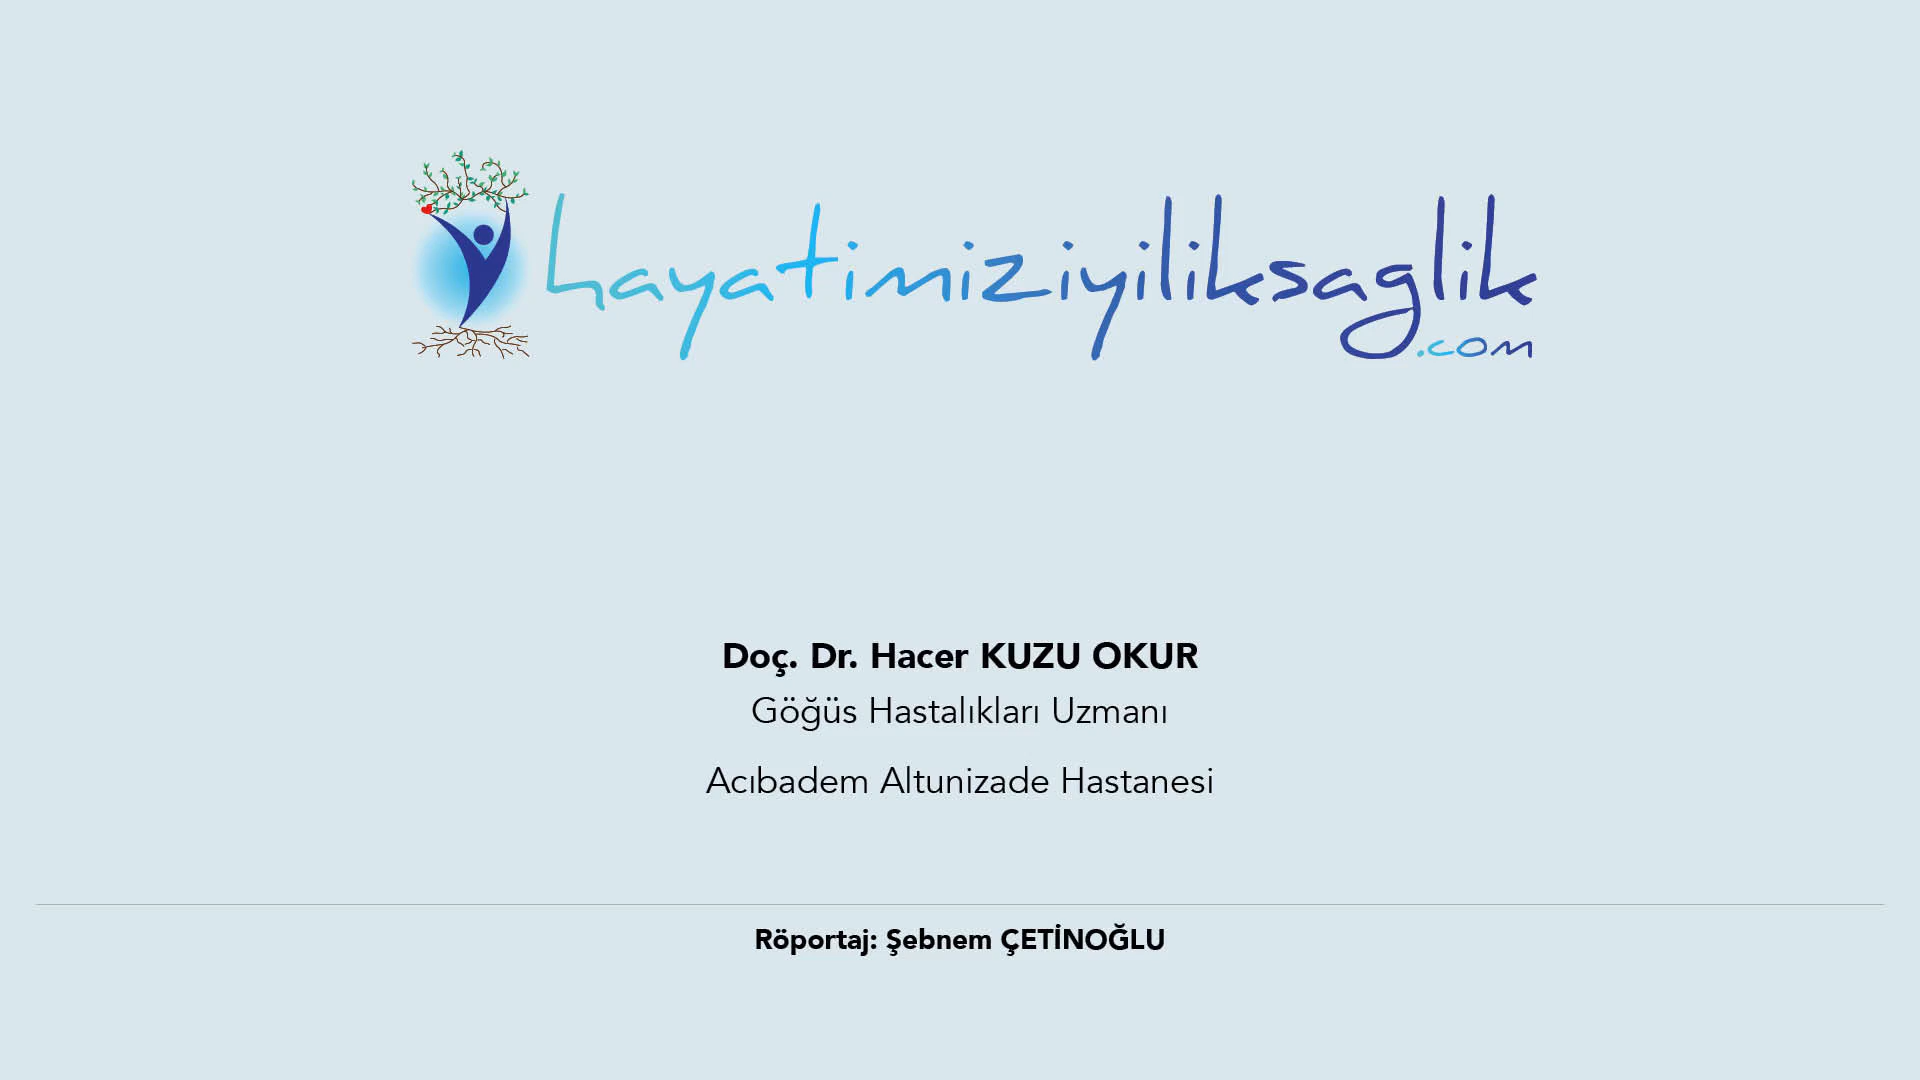 hayatimiziyiliksaglik
.com
Doç. Dr. Hacer KUZU OKUR
Göğüs Hastalıkları Uzmanı
Acıbadem Altunizade Hastanesi
Röportaj: Şebnem ÇETİNOĞLU